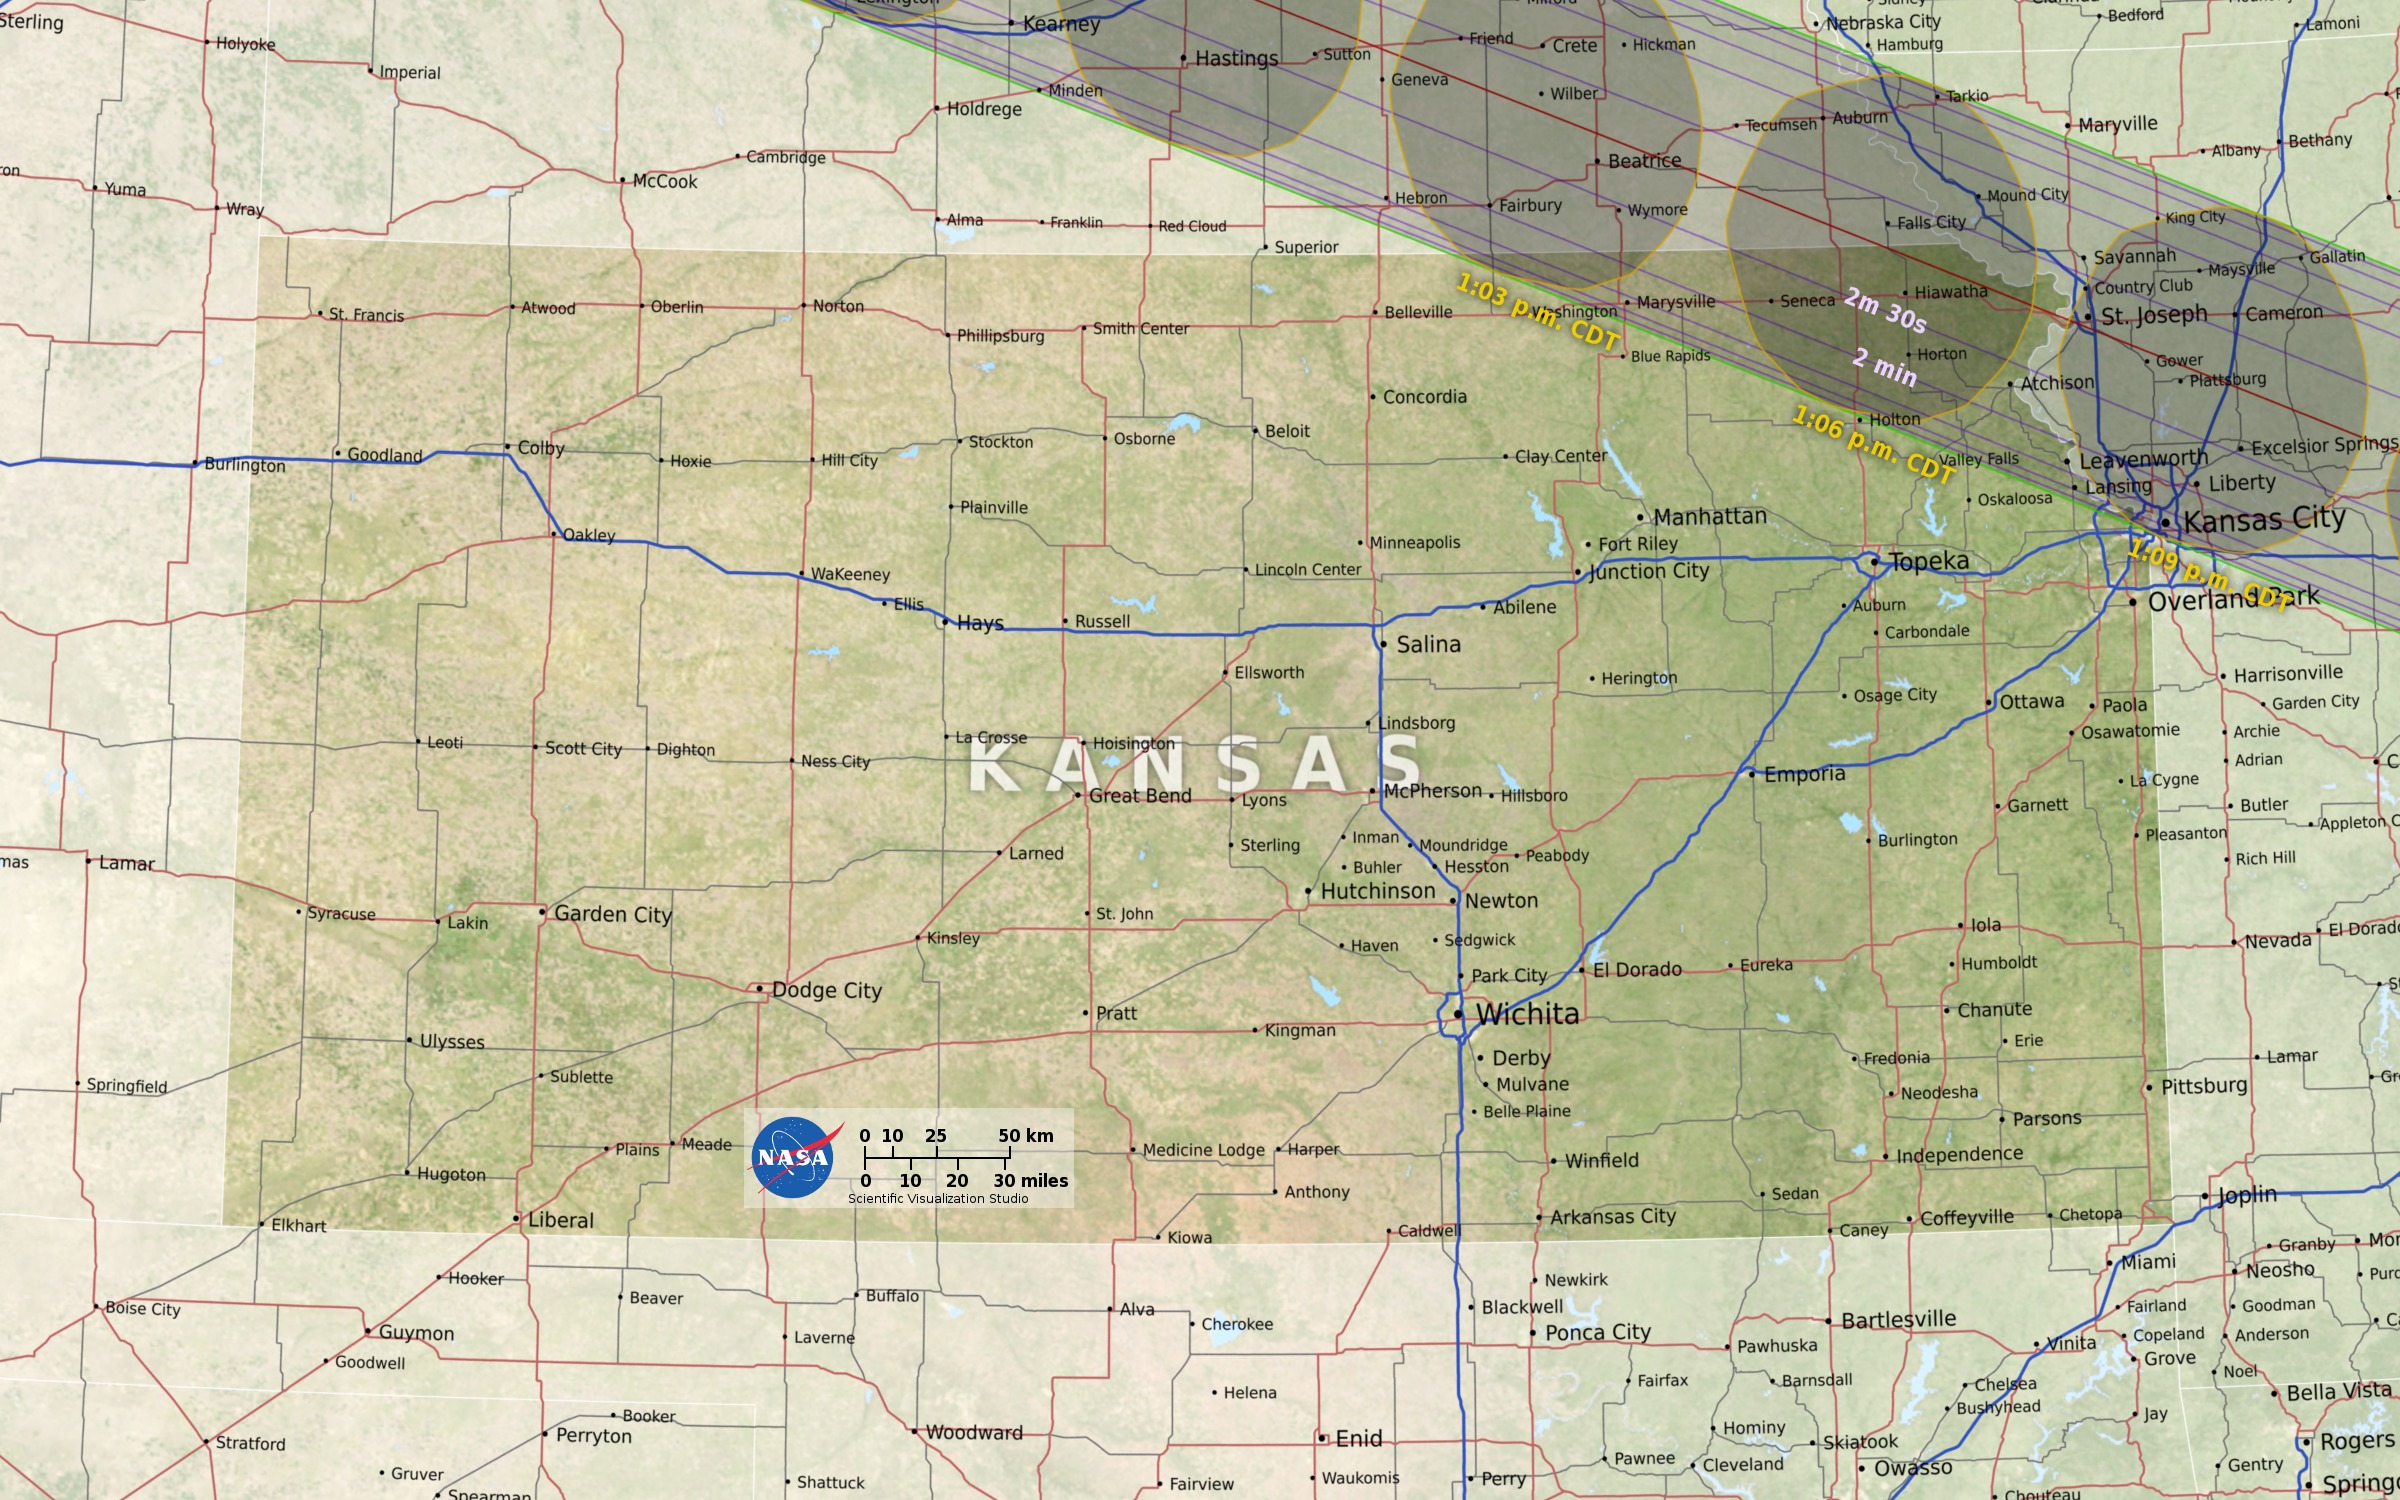 Sterling
Lexington
Kearney
Milford
Sidney
Clarinda
Mount Ayr
Nebraska City
Bedford
Lamoni
Holyoke
Imperial
Hastings
Sutton
Friend
Crete
Hickman
Hamburg
Geneva
Minden
Holdrege
Wilber
Tarkio
Tecumseh
Auburn
Maryville
Bethany
Albany
Cambridge
Beatrice
McCook
Yuma
Wray
Alma
Franklin
Red Cloud
Hebron
Fairbury
Wymore
Mound City
Falls City
King City
Superior
Savannah
Gallatin
Maysville
Country Club
1:03 p.m. CDT
2m 30s
2 min
St. Francis
Atwood
Oberlin
Norton
Phillipsburg
Smith Center
Belleville
Washington
Marysville
Seneca
Hiawatha
St. Joseph
Cameron
Blue Rapids
Horton
Gower
Plattsburg
Atchison
Concordia
1:06 p.m. CDT
Holton
Burlington
Goodland
Colby
Hoxie
Hill City
Stockton
Osborne
Beloit
Clay Center
Valley Falls
Leavenworth
Excelsior Springs
Lansing
Liberty
Oskaloosa
Plainville
Manhattan
Kansas City
Oakley
Minneapolis
Fort Riley
1:09 p.m. CDT
WaKeeney
Lincoln Center
Junction City
Topeka
Ellis
Hays
Russell
Abilene
Auburn
Overland Park
Salina
Carbondale
Ellsworth
Herington
Osage City
Ottawa
Paola
Harrisonville
Garden City
Lindsborg
Osawatomie
Archie
Leoti
Scott City
Dighton
Ness City
La Crosse
Hoisington
KANSAS
Adrian
Emporia
La Cygne
Great Bend
Lyons
McPherson
Hillsboro
Garnett
Butler
Appleton C
Inman
Moundridge
Burlington
Pleasanton
Sterling
Larned
Buhler
Hesston
Peabody
Rich Hill
mas
Lamar
Hutchinson
Newton
Syracuse
Lakin
Garden City
St. John
Iola
Kinsley
Haven
Sedgwick
Nevada
El Dorado
Park City
El Dorado
Eureka
Humboldt
Dodge City
Pratt
Kingman
Wichita
Chanute
Ulysses
Erie
Derby
Fredonia
Lamar
Springfield
Sublette
Mulvane
Neodesha
Pittsburg
Belle Plaine
Parsons
NASA
0 10 25 50 km
0 10 20 30 miles
Scientific Visualization Studio
Plains
Meade
Medicine Lodge
Harper
Winfield
Independence
Hugoton
Anthony
Sedan
Joplin
Elkhart
Liberal
Kiowa
Caldwell
Arkansas City
Caney
Coffeyville
Chetopa
Granby
Miami
Neosho
Hooker
Newkirk
Boise City
Beaver
Buffalo
Alva
Cherokee
Blackwell
Fairland
Goodman
Guymon
Laverne
Ponca City
Bartlesville
Copeland
Anderson
Goodwell
Pawhuska
Vinita
Grove
Noel
Helena
Fairfax
Barnsdall
Chelsea
Bella Vista
Bushyhead
Jay
Booker
Perryton
Woodward
Enid
Hominy
Skiatook
Rogers
Stratford
Gruver
Shattuck
Fairview
Waukomis
Perry
Pawnee
Cleveland
Owasso
Gentry
Spearman
Chouteau
Springd